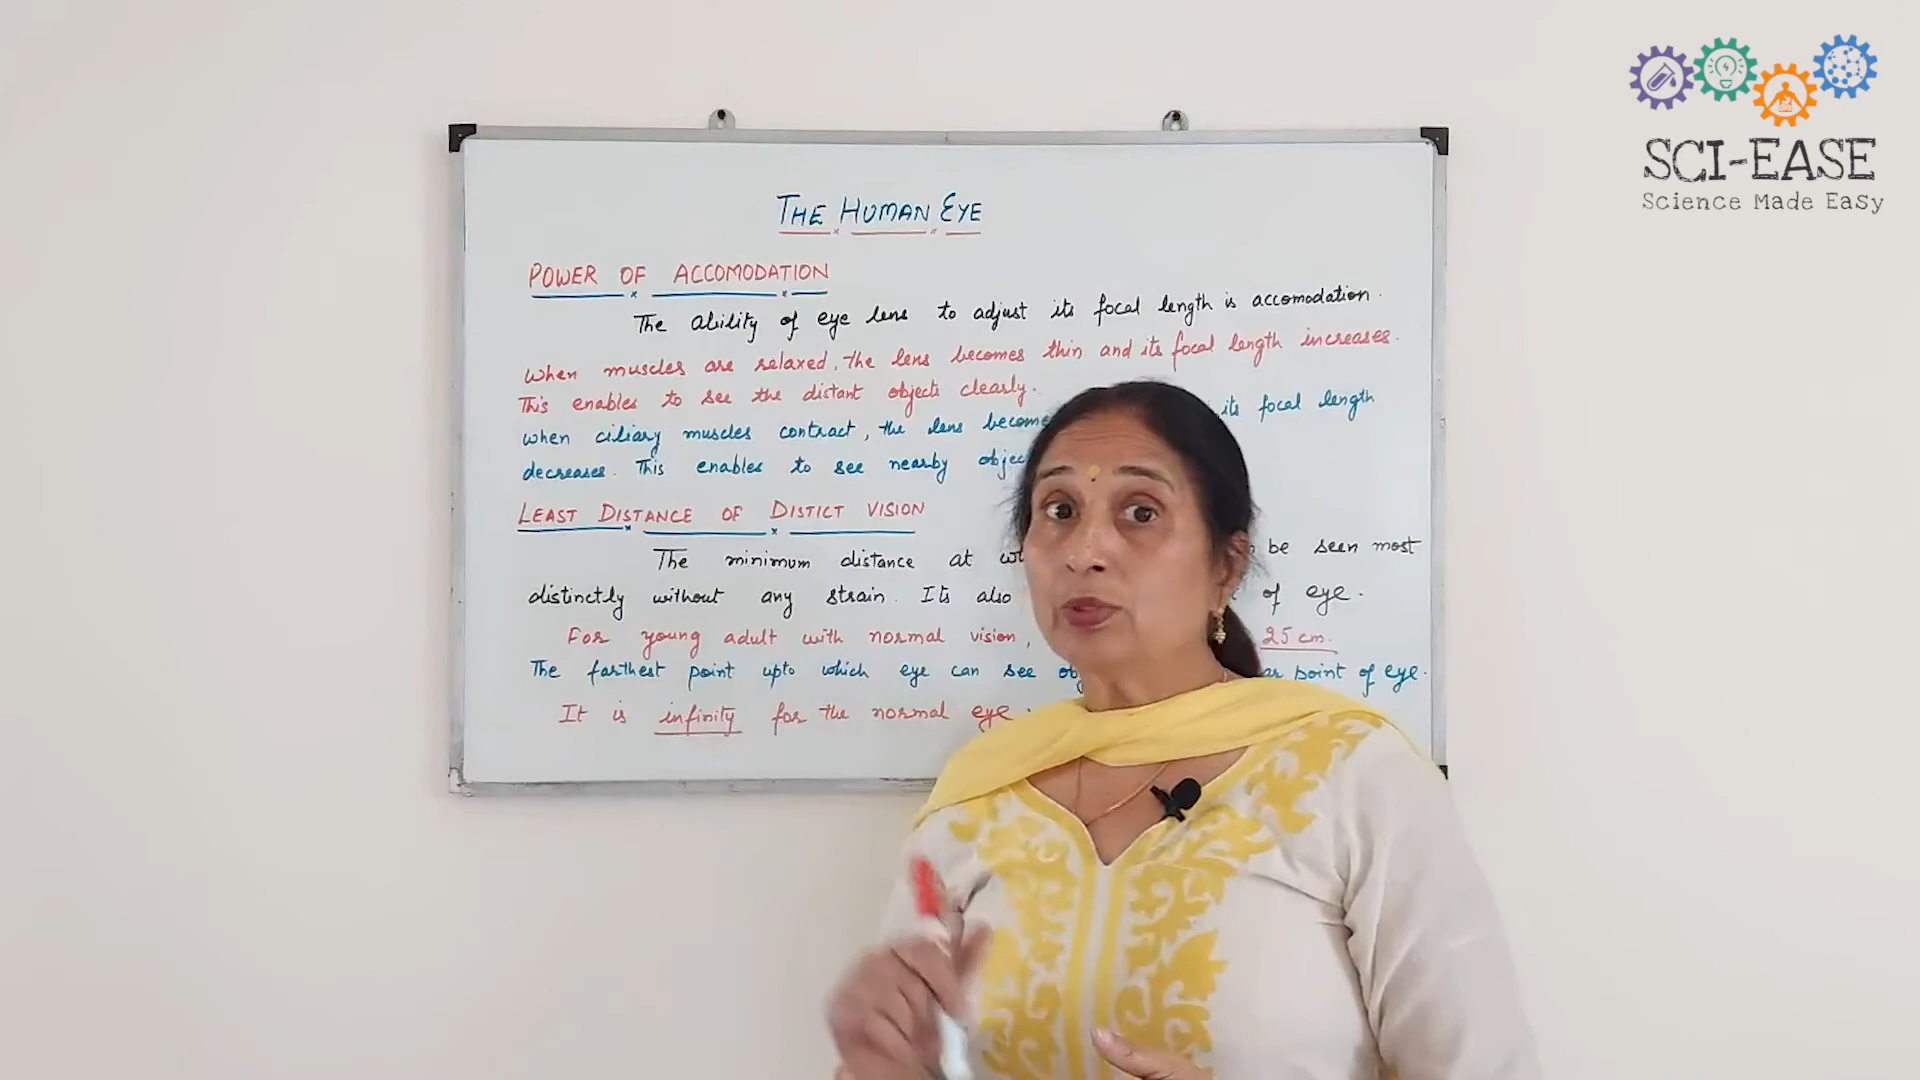 SCI-EASE
Science Made Easy
THE HUMAN EYE
POWER OF ACCOMODATION
The ability of eye lens to adjust its focal length is accomodation.
When muscles are relaxed, the lens becomes thin and its focal length increases.
This enables to see the distant objects clearly.
When ciliary muscles contract, the lens its focal length
decreases. This enables to see nearby
LEAST DISTANCE OF DISTICT VISION
The minimum distance at be seen most
distinctly without any strain. Its also of eye.
For young adult with normal vision, 25 cm.
The farthest point upto which eye can see point of eye.
It is infinity for the normal eye.